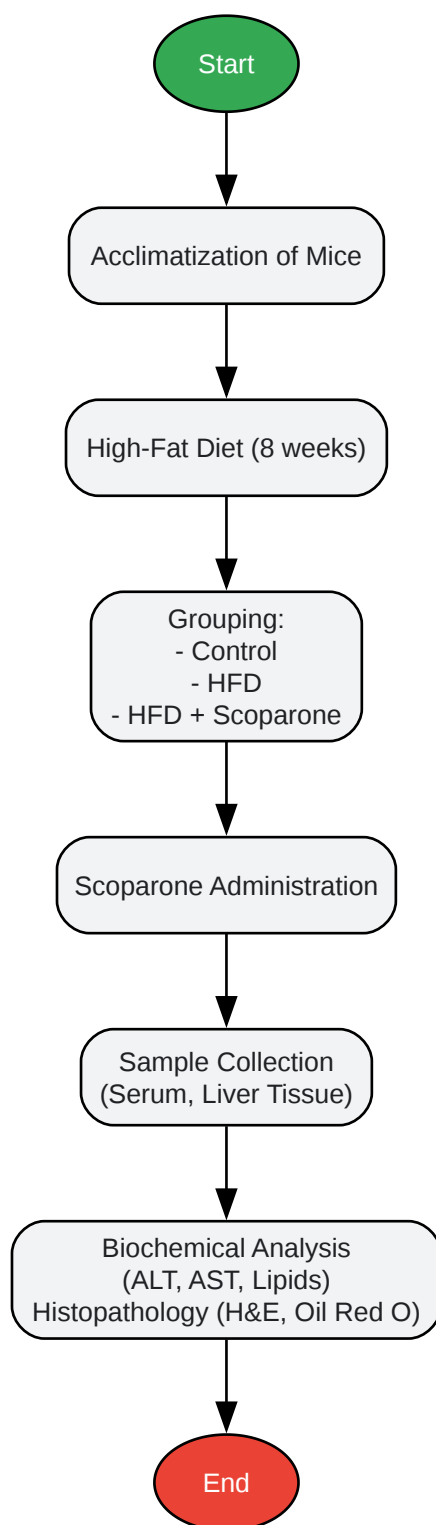 Start
Acclimatization of Mice
High-Fat Diet (8 weeks)
Grouping:
- Control
- HFD
- HFD + Scoparone
Scoparone Administration
Sample Collection
(Serum, Liver Tissue)
Biochemical Analysis
(ALT, AST, Lipids)
Histopathology (H&E, Oil Red O)
End